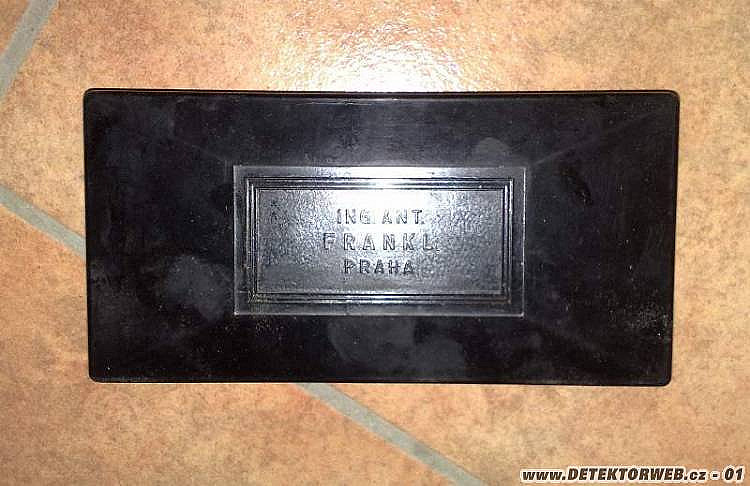 ING. ANT.
FRANKL
PRAHA
www.DETEKTORWEB.cz - 01